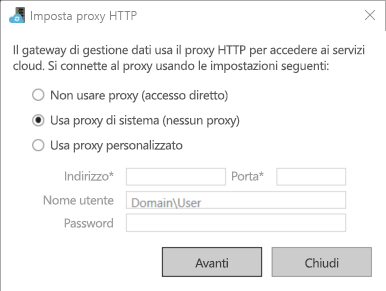 Imposta proxy HTTP
Il gateway di gestione dati usa il proxy HTTP per accedere ai servizi
cloud. Si connette al proxy usando le impostazioni seguenti:
Non usare proxy (accesso diretto)
Usa proxy di sistema (nessun proxy)
Usa proxy personalizzato
Indirizzo* Porta*
Nome utente Domain\User
Password
Avanti Chiudi